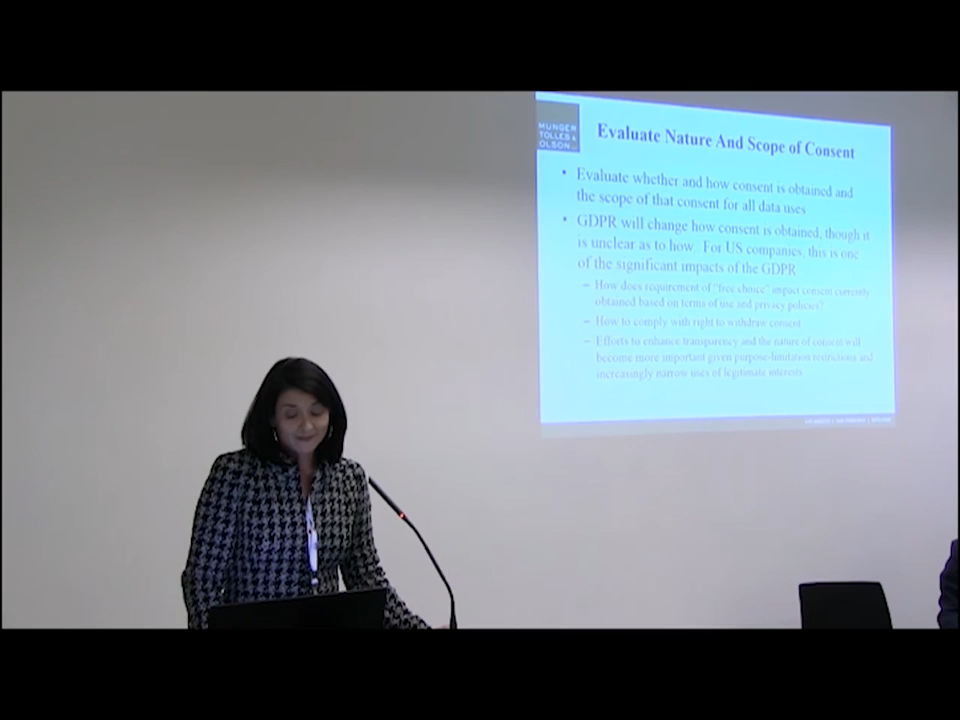 MUNGER
TOLLES &
OLSON LLP
Evaluate Nature And Scope of Consent
• Evaluate whether and how consent is obtained and
the scope of that consent for all data uses
• GDPR will change how consent is obtained, though it
is unclear as to how. For US companies, this is one
of the significant impacts of the GDPR
– How does requirement of "free choice" impact consent currently
obtained based on terms of use and privacy policies?
– How to comply with right to withdraw consent
– Efforts to enhance transparency and the nature of consent will
become more important given purpose-limitation restrictions and
increasingly narrow uses of legitimate interests